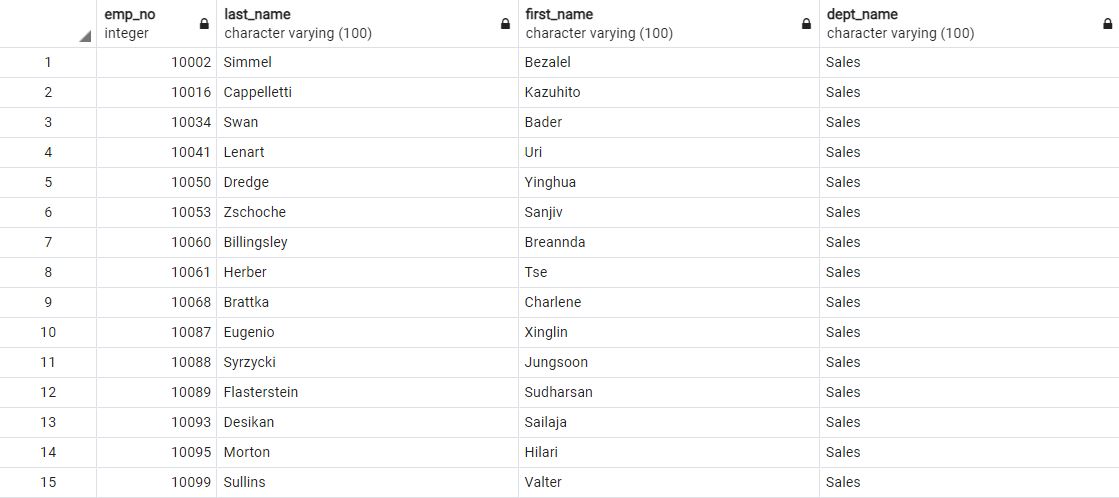 emp_no last_name first_name dept_name
integer character varying (100) character varying (100) character varying (100)
1 10002 Simmel Bezalel Sales
2 10016 Cappelletti Kazuhito Sales
3 10034 Swan Bader Sales
4 10041 Lenart Uri Sales
5 10050 Dredge Yinghua Sales
6 10053 Zschoche Sanjiv Sales
7 10060 Billingsley Breannda Sales
8 10061 Herber Tse Sales
9 10068 Brattka Charlene Sales
10 10087 Eugenio Xinglin Sales
11 10088 Syrzycki Jungsoon Sales
12 10089 Flasterstein Sudharsan Sales
13 10093 Desikan Sailaja Sales
14 10095 Morton Hilari Sales
15 10099 Sullins Valter Sales